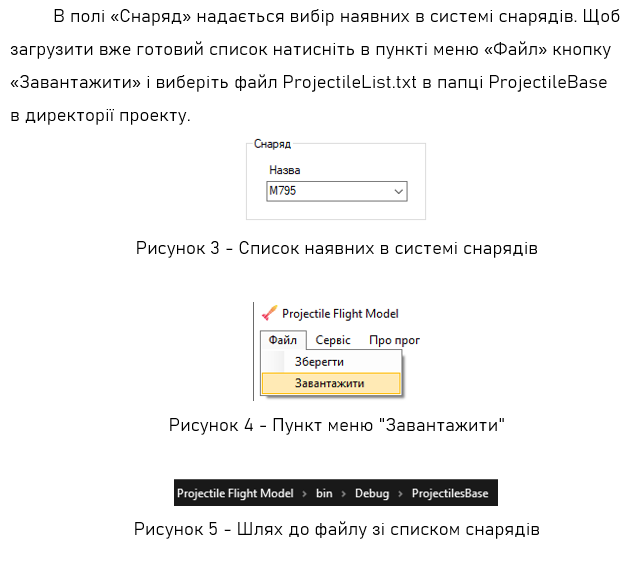 В полі «Снаряд» надається вибір наявних в системі снарядів. Щоб
загрузити вже готовий список натисніть в пункті меню «Файл» кнопку
«Завантажити» і виберіть файл ProjectileList.txt в папці ProjectileBase
в директорії проекту.
Снаряд
Назва
M795
Рисунок 3 - Список наявних в системі снарядів
Projectile Flight Model
Файл Сервіс Про прог
Зберегти
Завантажити
Рисунок 4 - Пункт меню "Завантажити"
Projectile Flight Model > bin > Debug > ProjectilesBase
Рисунок 5 - Шлях до файлу зі списком снарядів